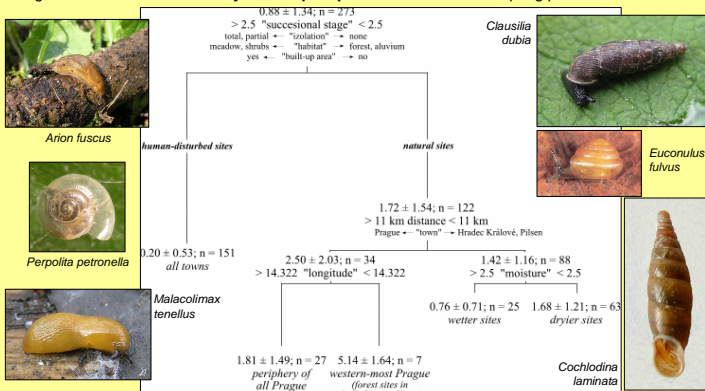 0.88 ± 1.34; n = 273
> 2.5 "succesional stage" < 2.5
total, partial ← "izolation" → none
meadow, shrubs ← "habitat" → forest, aluvium
yes ← "built-up area" → no
Clausilia
dubia
Arion fuscus
human-disturbed sites
natural sites
Euconulus
fulvus
1.72 ± 1.54; n = 122
> 11 km distance < 11 km
Prague ← "town" → Hradec Králové, Pilsen
0.20 ± 0.53; n = 151
all towns
Perpolita petronella
2.50 ± 2.03; n = 34
> 14.322 "longitude" < 14.322
1.42 ± 1.16; n = 88
> 2.5 "moisture" < 2.5
Malacolimax
tenellus
0.76 ± 0.71; n = 25
wetter sites
1.68 ± 1.21; n = 63
dryier sites
1.81 ± 1.49; n = 27
periphery of
all Prague
5.14 ± 1.64; n = 7
western-most Prague
(forest sites in
Cochlodina
laminata